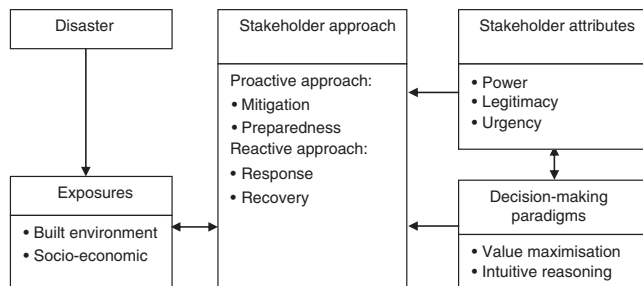 Disaster
Stakeholder approach
Stakeholder attributes
Proactive approach:
• Mitigation
• Preparedness
Reactive approach:
• Response
• Recovery
• Power
• Legitimacy
• Urgency
Exposures
• Built environment
• Socio-economic
Decision-making
paradigms
• Value maximisation
• Intuitive reasoning